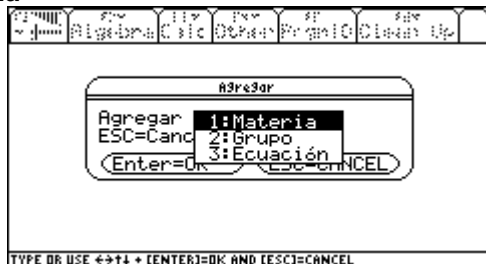 Algebra Calc Other PrgmIO Clean Up
Agregar
Agregar 1:Materia
ESC=Canc 2:Grupo
3:Ecuación
Enter=OK ESC=CANCEL
TYPE OR USE ←→↑↓ + [ENTER]=OK AND [ESC]=CANCEL